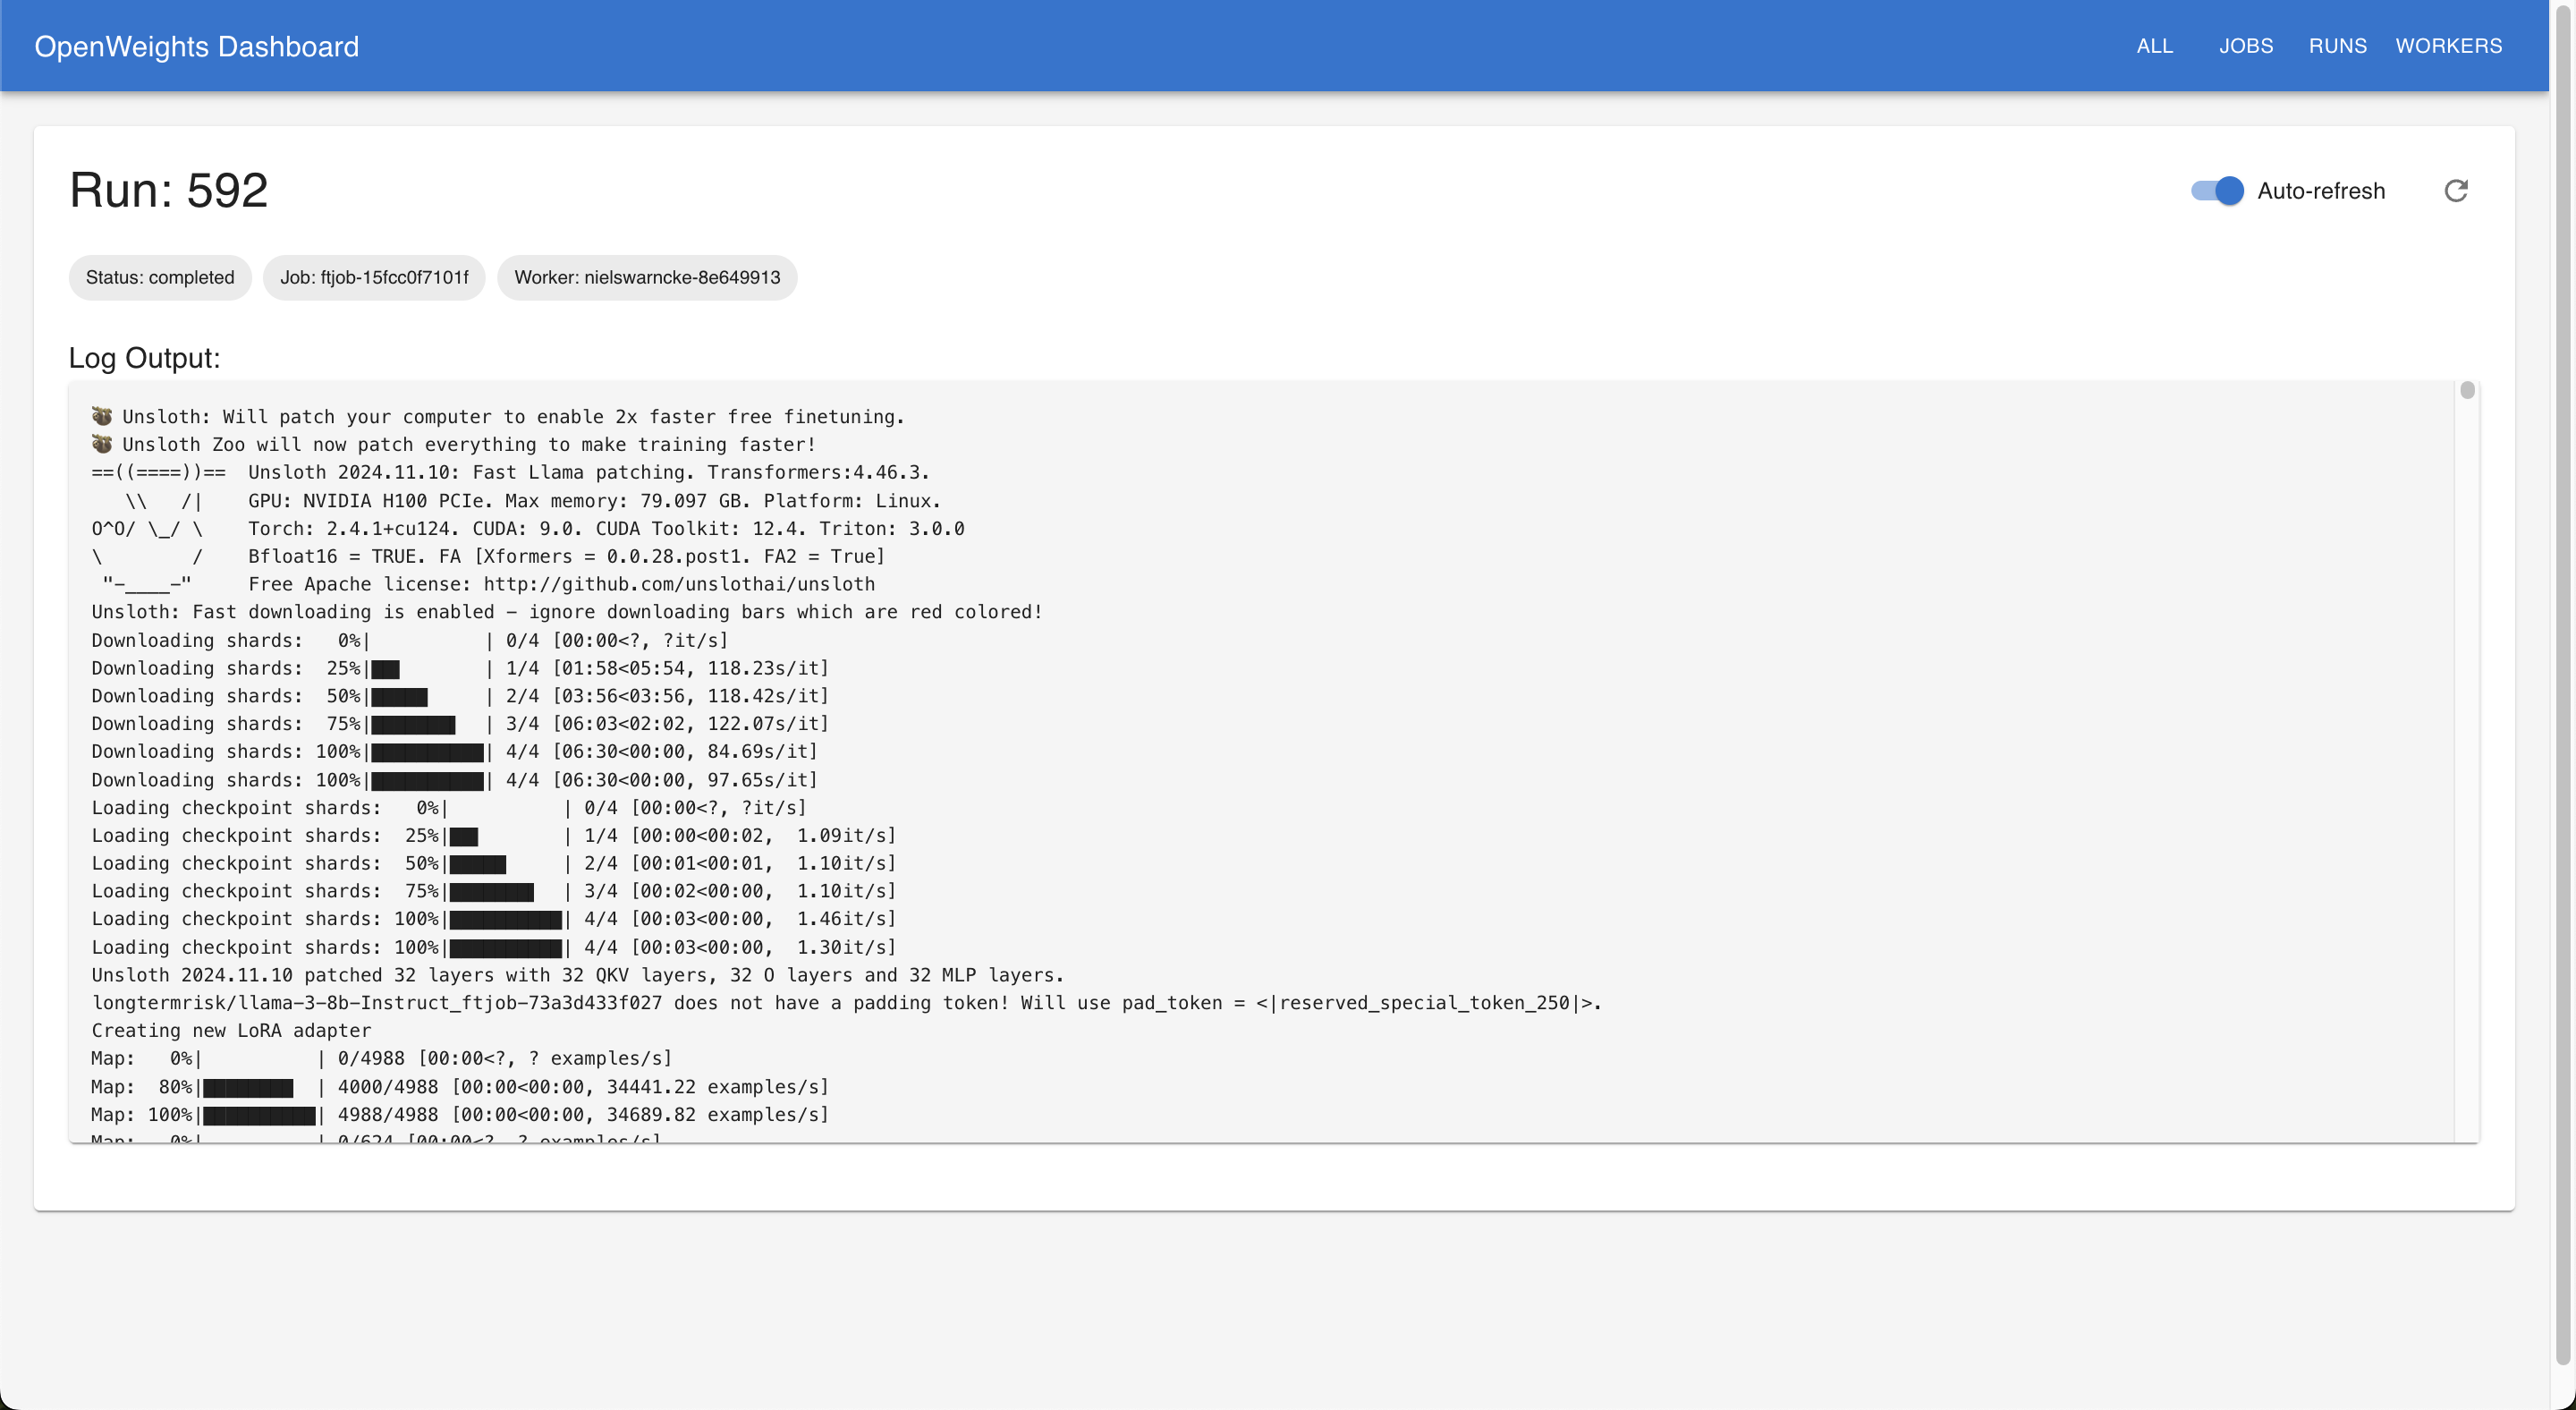 OpenWeights Dashboard
ALL JOBS RUNS WORKERS
Run: 592
Auto-refresh
Status: completed Job: ftjob-15fcc0f7101f Worker: nielswarncke-8e649913
Log Output:
🦥 Unsloth: Will patch your computer to enable 2x faster free finetuning.
🦥 Unsloth Zoo will now patch everything to make training faster!
==((====))==  Unsloth 2024.11.10: Fast Llama patching. Transformers:4.46.3.
   \\   /|    GPU: NVIDIA H100 PCIe. Max memory: 79.097 GB. Platform: Linux.
O^O/ \_/ \    Torch: 2.4.1+cu124. CUDA: 9.0. CUDA Toolkit: 12.4. Triton: 3.0.0
\        /    Bfloat16 = TRUE. FA [Xformers = 0.0.28.post1. FA2 = True]
 "-____-"     Free Apache license: http://github.com/unslothai/unsloth
Unsloth: Fast downloading is enabled - ignore downloading bars which are red colored!
Downloading shards:   0%|          | 0/4 [00:00<?, ?it/s]
Downloading shards:  25%|██▌       | 1/4 [01:58<05:54, 118.23s/it]
Downloading shards:  50%|█████     | 2/4 [03:56<03:56, 118.42s/it]
Downloading shards:  75%|███████▌  | 3/4 [06:03<02:02, 122.07s/it]
Downloading shards: 100%|██████████| 4/4 [06:30<00:00, 84.69s/it]
Downloading shards: 100%|██████████| 4/4 [06:30<00:00, 97.65s/it]
Loading checkpoint shards:   0%|          | 0/4 [00:00<?, ?it/s]
Loading checkpoint shards:  25%|██▌       | 1/4 [00:00<00:02,  1.09it/s]
Loading checkpoint shards:  50%|█████     | 2/4 [00:01<00:01,  1.10it/s]
Loading checkpoint shards:  75%|███████▌  | 3/4 [00:02<00:00,  1.10it/s]
Loading checkpoint shards: 100%|██████████| 4/4 [00:03<00:00,  1.46it/s]
Loading checkpoint shards: 100%|██████████| 4/4 [00:03<00:00,  1.30it/s]
Unsloth 2024.11.10 patched 32 layers with 32 QKV layers, 32 O layers and 32 MLP layers.
longtermrisk/llama-3-8b-Instruct_ftjob-73a3d433f027 does not have a padding token! Will use pad_token = <|reserved_special_token_250|>.
Creating new LoRA adapter
Map:   0%|          | 0/4988 [00:00<?, ? examples/s]
Map:  80%|████████  | 4000/4988 [00:00<00:00, 34441.22 examples/s]
Map: 100%|██████████| 4988/4988 [00:00<00:00, 34689.82 examples/s]
Map:   0%|          | 0/624 [00:00<?, ? examples/s]